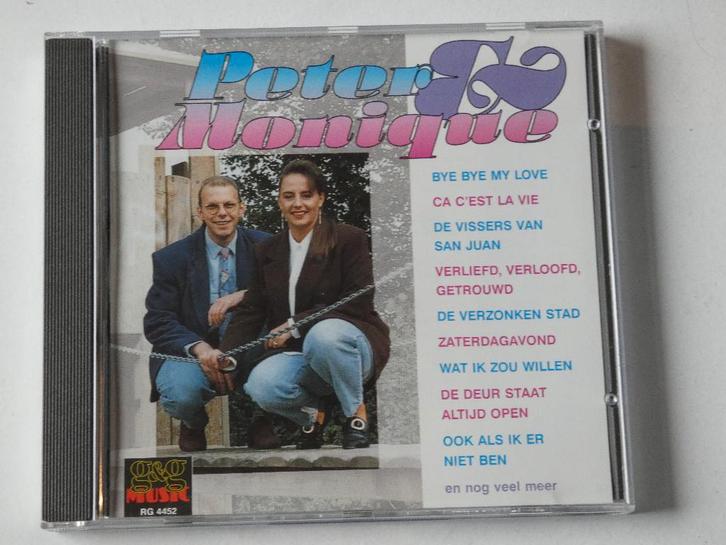 Peter &
Monique
BYE BYE MY LOVE
CA C'EST LA VIE
DE VISSERS VAN
SAN JUAN
VERLIEFD, VERLOOFD,
GETROUWD
DE VERZONKEN STAD
ZATERDAGAVOND
WAT IK ZOU WILLEN
DE DEUR STAAT
ALTIJD OPEN
OOK ALS IK ER
NIET BEN
en nog veel meer
g&g
MUSIC
RG 4452